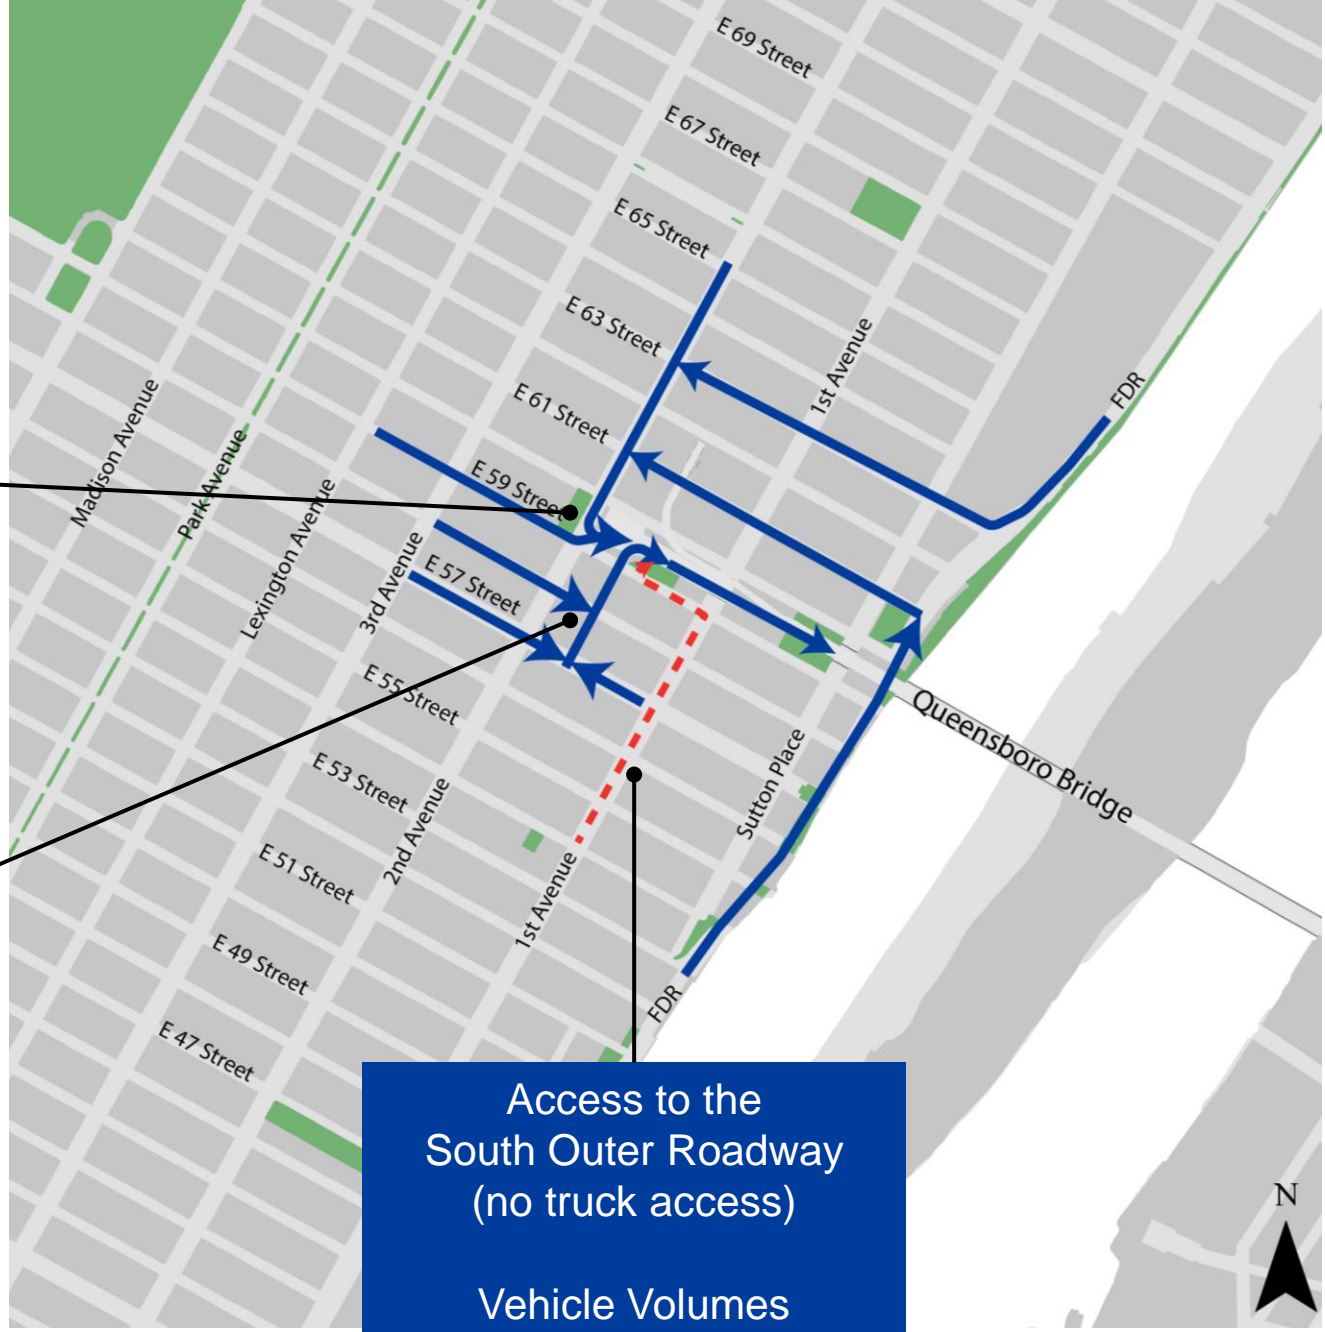 E 69 Street
E 67 Street
E 65 Street
E 63 Street
1st Avenue
FDR
E 61 Street
Madison Avenue
Park Avenue
E 59 Street
Lexington Avenue
3rd Avenue
E 57 Street
E 55 Street
Queensboro Bridge
Sutton Place
E 53 Street
2nd Avenue
E 51 Street
1st Avenue
E 49 Street
FDR
E 47 Street
Access to the
South Outer Roadway
(no truck access)
Vehicle Volumes
N